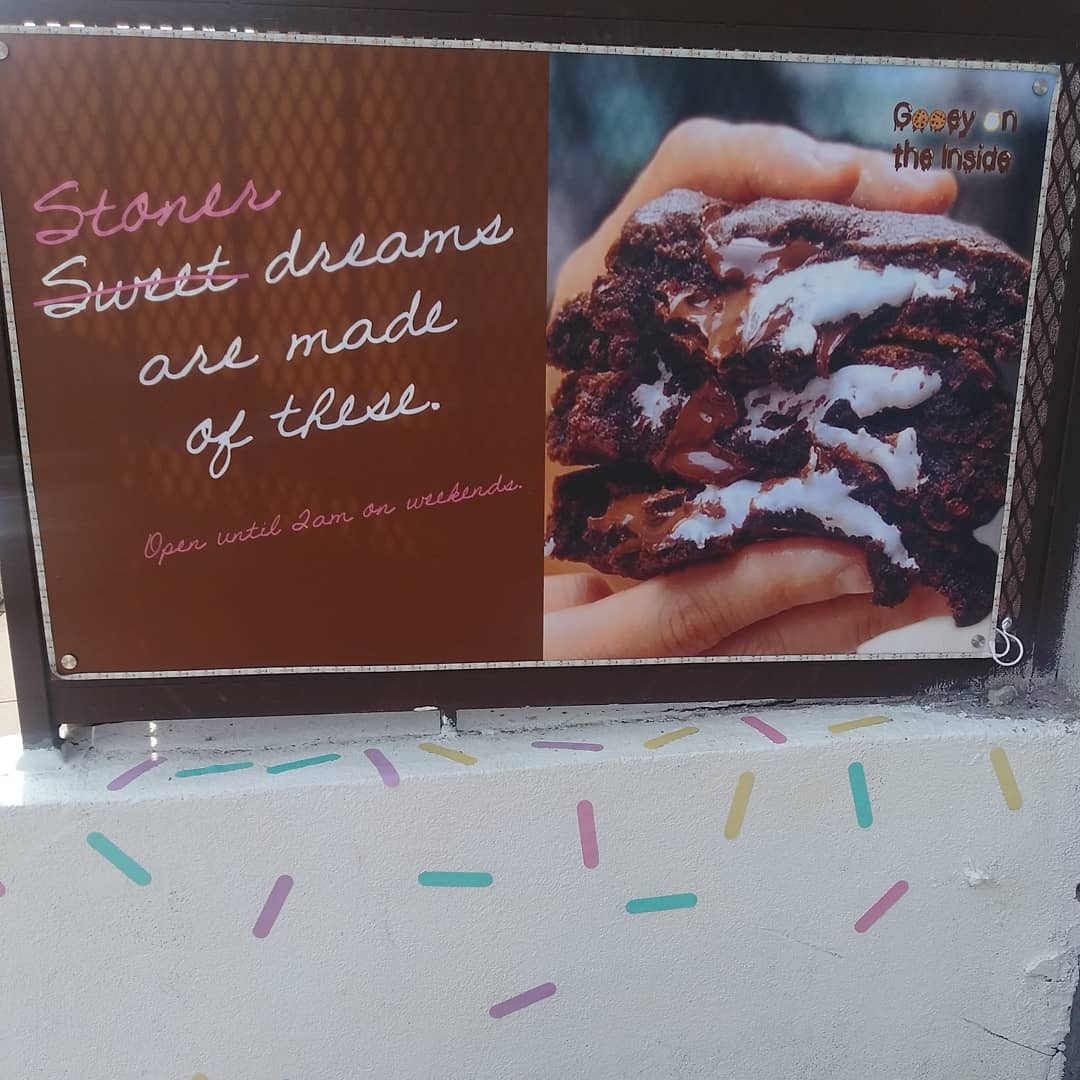 Stoner
Sweet dreams
are made
of these.
Open until 2am on weekends.
Gooey on
the Inside